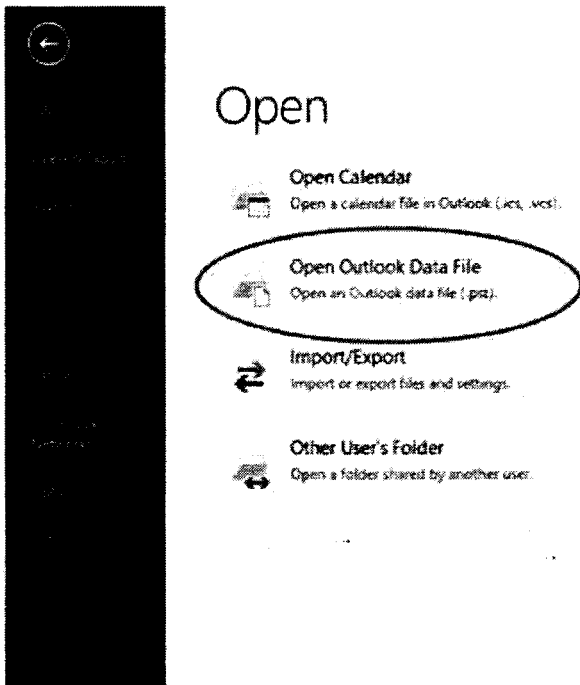 Open
Open Calendar
Open a calendar file in Outlook (.ics, .vcs).
Open Outlook Data File
Open an Outlook data file (.pst).
Import/Export
Import or export files and settings.
Other User's Folder
Open a folder shared by another user.